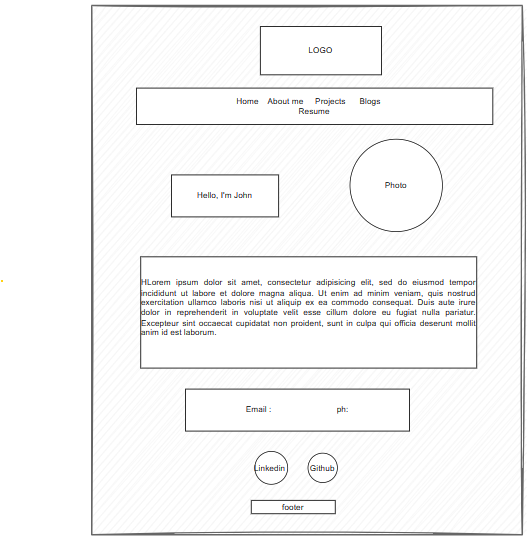 LOGO
Home About me Projects Blogs
Resume
Hello, I'm John
Photo
HLorem ipsum dolor sit amet, consectetur adipisicing elit, sed do eiusmod tempor
incididunt ut labore et dolore magna aliqua. Ut enim ad minim veniam, quis nostrud
exercitation ullamco laboris nisi ut aliquip ex ea commodo consequat. Duis aute irure
dolor in reprehenderit in voluptate velit esse cillum dolore eu fugiat nulla pariatur.
Excepteur sint occaecat cupidatat non proident, sunt in culpa qui officia deserunt mollit
anim id est laborum.
Email : ph:
Linkedin Github
footer